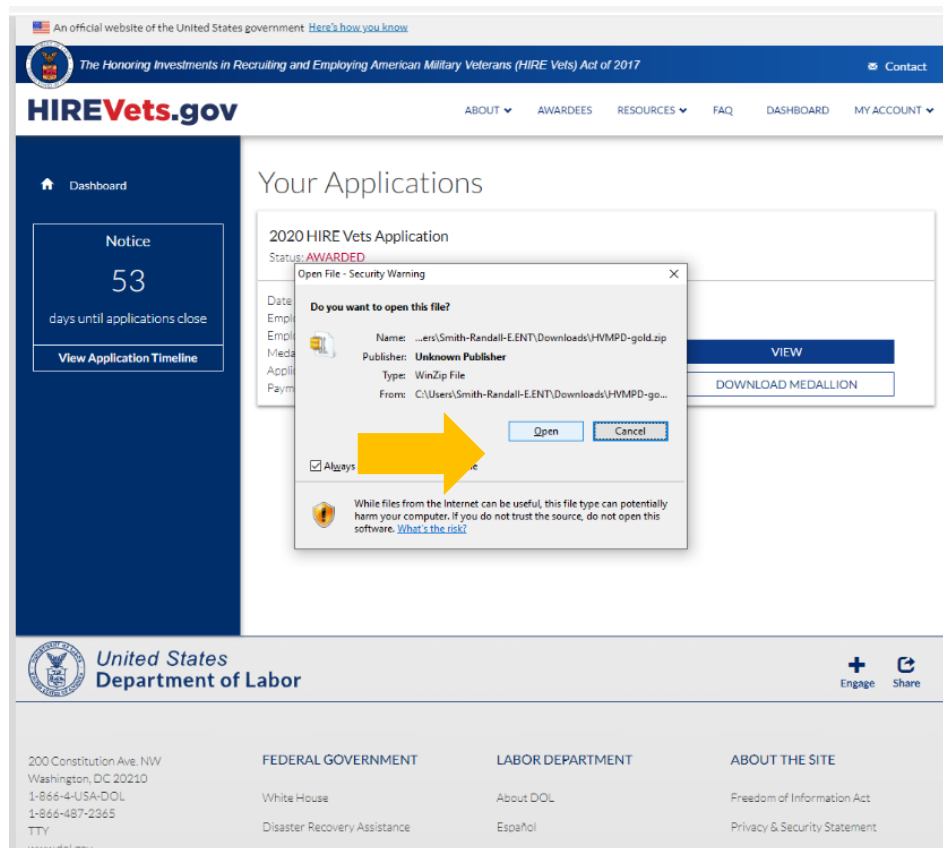 An official website of the United States government Here's how you know
The Honoring Investments in Recruiting and Employing American Military Veterans (HIRE Vets) Act of 2017
Contact
HIREVets.gov
ABOUT AWARDEES RESOURCES FAQ DASHBOARD MY ACCOUNT
Dashboard
Notice
53
days until applications close
View Application Timeline
Your Applications
2020 HIRE Vets Application
Status: AWARDED
Date
Open File - Security Warning
Do you want to open this file?
Name: ...ers\Smith-Randall-E.ENT\Downloads\HVMPD-gold.zip
Publisher: Unknown Publisher
Type: WinZip File
From: C:\Users\Smith-Randall-E.ENT\Downloads\HVMPD-go...
Open Cancel
Always
While files from the Internet can be useful, this file type can potentially
harm your computer. If you do not trust the source, do not open this
software. What's the risk?
VIEW
DOWNLOAD MEDALLION
United States
Department of Labor
Engage Share
200 Constitution Ave. NW
Washington, DC 20210
1-866-4-USA-DOL
1-866-487-2365
TTY
www.dol.gov
FEDERAL GOVERNMENT
White House
Disaster Recovery Assistance
LABOR DEPARTMENT
About DOL
Español
ABOUT THE SITE
Freedom of Information Act
Privacy & Security Statement